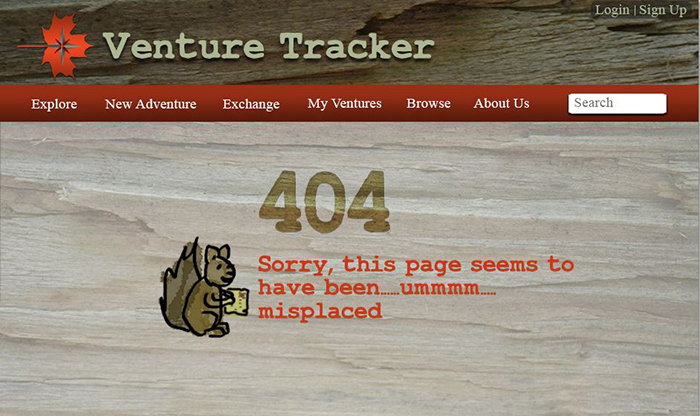 Login | Sign Up
Venture Tracker
Explore New Adventure Exchange My Ventures Browse About Us Search
404
Sorry, this page seems to
have been......ummmm.....
misplaced